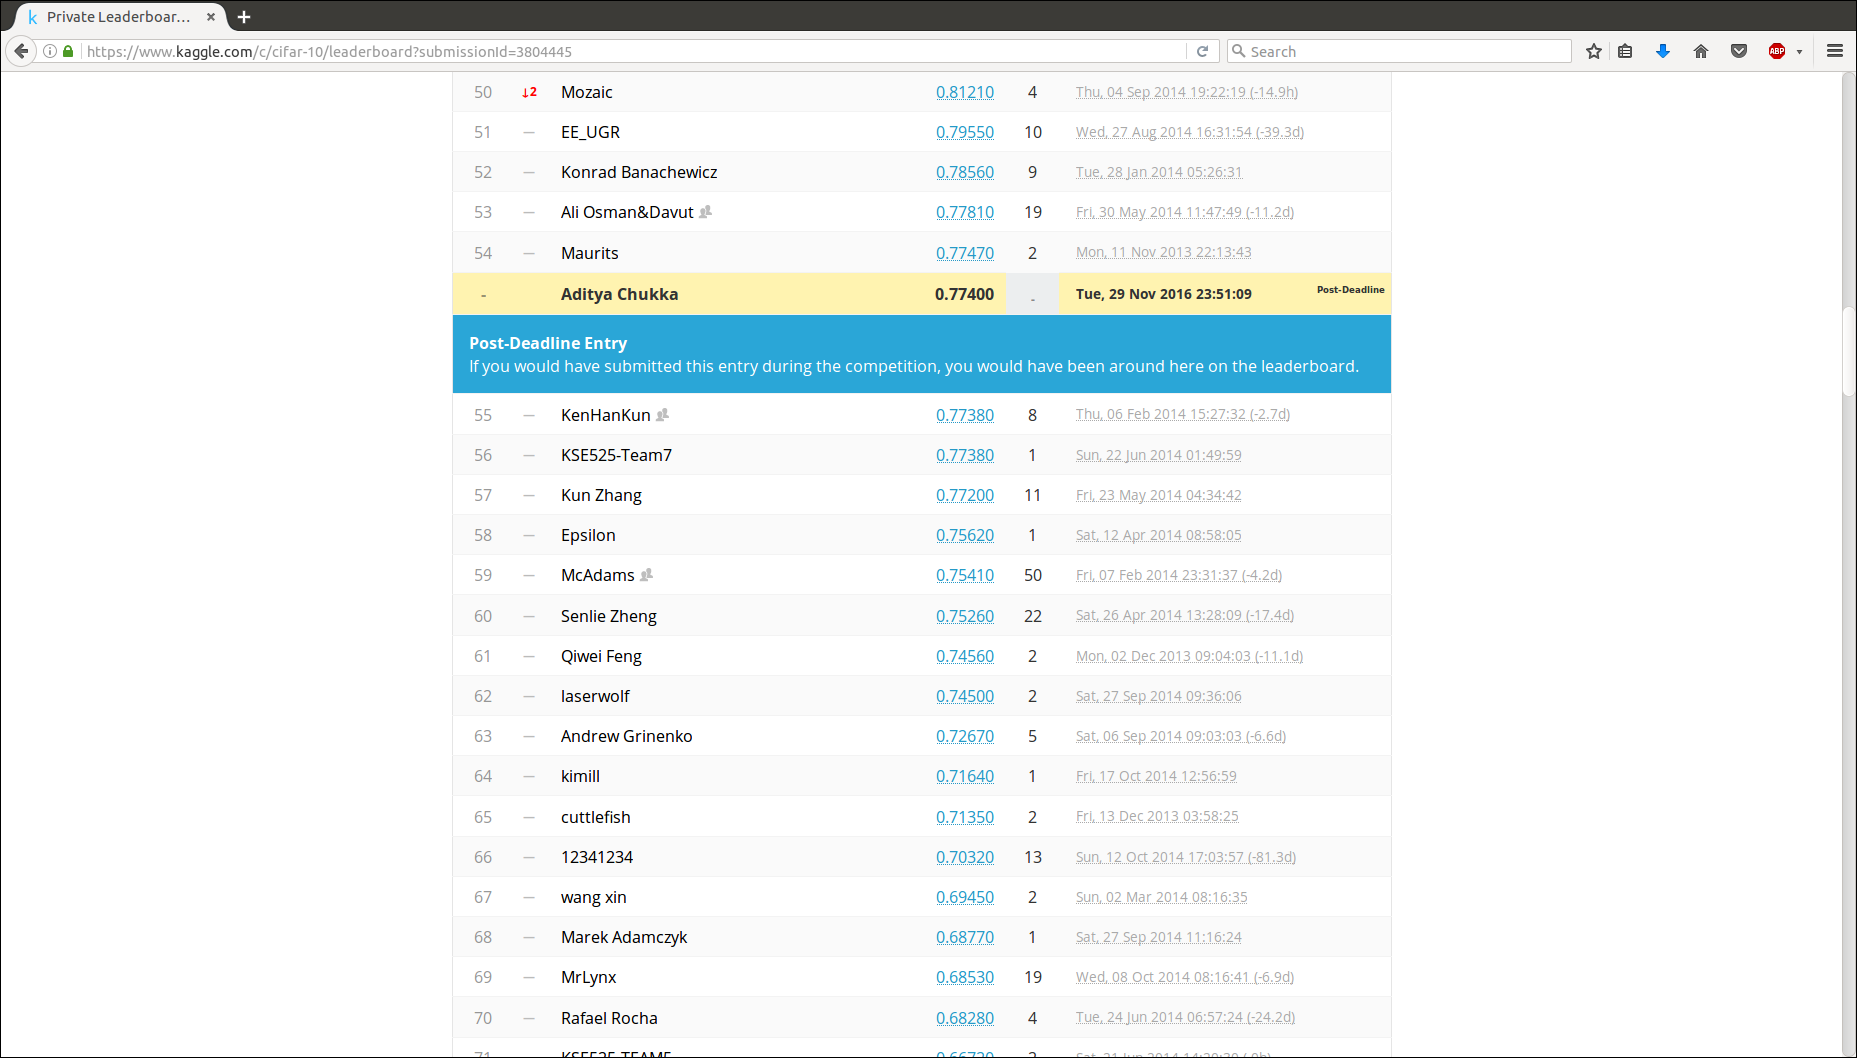 Private Leaderboar...
https://www.kaggle.com/c/cifar-10/leaderboard?submissionId=3804445
Search
ABP
50 ↓2 Mozaic 0.81210 4 Thu, 04 Sep 2014 19:22:19 (-14.9h)
51 — EE_UGR 0.79550 10 Wed, 27 Aug 2014 16:31:54 (-39.3d)
52 — Konrad Banachewicz 0.78560 9 Tue, 28 Jan 2014 05:26:31
53 — Ali Osman&Davut 0.77810 19 Fri, 30 May 2014 11:47:49 (-11.2d)
54 — Maurits 0.77470 2 Mon, 11 Nov 2013 22:13:43
- Aditya Chukka 0.77400 - Tue, 29 Nov 2016 23:51:09 Post-Deadline
Post-Deadline Entry
If you would have submitted this entry during the competition, you would have been around here on the leaderboard.
55 — KenHanKun 0.77380 8 Thu, 06 Feb 2014 15:27:32 (-2.7d)
56 — KSE525-Team7 0.77380 1 Sun, 22 Jun 2014 01:49:59
57 — Kun Zhang 0.77200 11 Fri, 23 May 2014 04:34:42
58 — Epsilon 0.75620 1 Sat, 12 Apr 2014 08:58:05
59 — McAdams 0.75410 50 Fri, 07 Feb 2014 23:31:37 (-4.2d)
60 — Senlie Zheng 0.75260 22 Sat, 26 Apr 2014 13:28:09 (-17.4d)
61 — Qiwei Feng 0.74560 2 Mon, 02 Dec 2013 09:04:03 (-11.1d)
62 — laserwolf 0.74500 2 Sat, 27 Sep 2014 09:36:06
63 — Andrew Grinenko 0.72670 5 Sat, 06 Sep 2014 09:03:03 (-6.6d)
64 — kimill 0.71640 1 Fri, 17 Oct 2014 12:56:59
65 — cuttlefish 0.71350 2 Fri, 13 Dec 2013 03:58:25
66 — 12341234 0.70320 13 Sun, 12 Oct 2014 17:03:57 (-81.3d)
67 — wang xin 0.69450 2 Sun, 02 Mar 2014 08:16:35
68 — Marek Adamczyk 0.68770 1 Sat, 27 Sep 2014 11:16:24
69 — MrLynx 0.68530 19 Wed, 08 Oct 2014 08:16:41 (-6.9d)
70 — Rafael Rocha 0.68280 4 Tue, 24 Jun 2014 06:57:24 (-24.2d)
71 KSE525-TEAM5